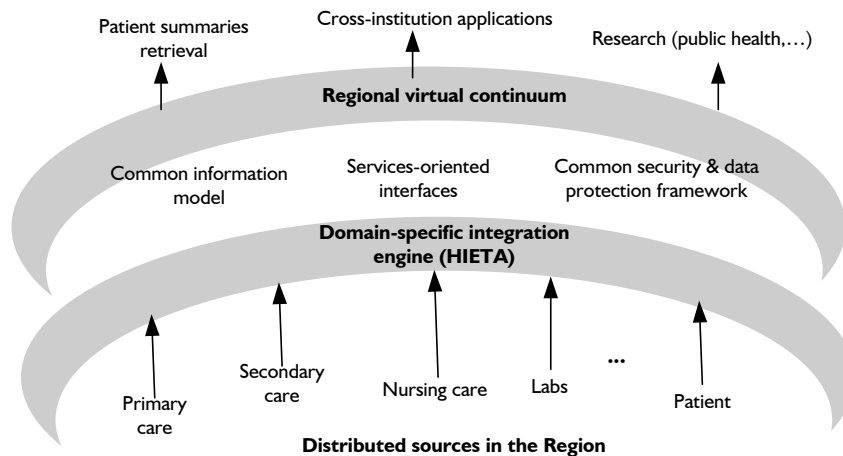 Patient summaries
retrieval
Cross-institution applications
Research (public health,...)
Regional virtual continuum
Common information
model
Services-oriented
interfaces
Common security & data
protection framework
Domain-specific integration
engine (HIETA)
Primary
care
Secondary
care
Nursing care
Labs
...
Patient
Distributed sources in the Region